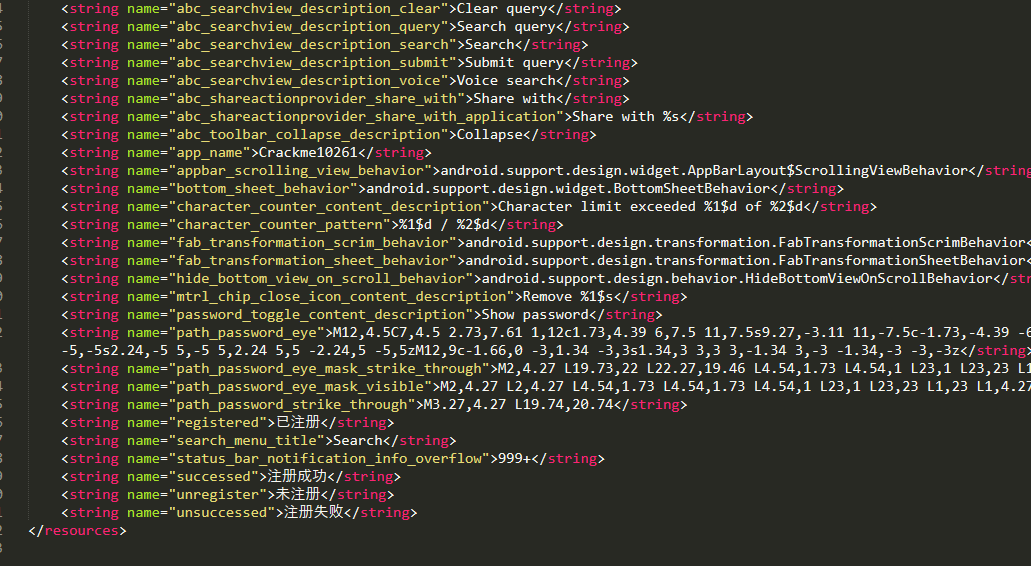 <string name="abc_searchview_description_clear">Clear query</string>
<string name="abc_searchview_description_query">Search query</string>
<string name="abc_searchview_description_search">Search</string>
<string name="abc_searchview_description_submit">Submit query</string>
<string name="abc_searchview_description_voice">Voice search</string>
<string name="abc_shareactionprovider_share_with">Share with</string>
<string name="abc_shareactionprovider_share_with_application">Share with %s</string>
<string name="abc_toolbar_collapse_description">Collapse</string>
<string name="app_name">Crackme10261</string>
<string name="appbar_scrolling_view_behavior">android.support.design.widget.AppBarLayout$ScrollingViewBehavior</string
<string name="bottom_sheet_behavior">android.support.design.widget.BottomSheetBehavior</string>
<string name="character_counter_content_description">Character limit exceeded %1$d of %2$d</string>
<string name="character_counter_pattern">%1$d / %2$d</string>
<string name="fab_transformation_scrim_behavior">android.support.design.transformation.FabTransformationScrimBehavior<
<string name="fab_transformation_sheet_behavior">android.support.design.transformation.FabTransformationSheetBehavior<
<string name="hide_bottom_view_on_scroll_behavior">android.support.design.behavior.HideBottomViewOnScrollBehavior</str
<string name="mtrl_chip_close_icon_content_description">Remove %1$s</string>
<string name="password_toggle_content_description">Show password</string>
<string name="path_password_eye">M12,4.5C7,4.5 2.73,7.61 1,12c1.73,4.39 6,7.5 11,7.5s9.27,-3.11 11,-7.5c-1.73,-4.39 -6
-5,-5s2.24,-5 5,-5 5,2.24 5,5 -2.24,5 -5,5zM12,9c-1.66,0 -3,1.34 -3,3s1.34,3 3,3 3,-1.34 3,-3 -1.34,-3 -3,-3z</string>
<string name="path_password_eye_mask_strike_through">M2,4.27 L19.73,22 L22.27,19.46 L4.54,1.73 L4.54,1 L23,1 L23,23 L1
<string name="path_password_eye_mask_visible">M2,4.27 L2,4.27 L4.54,1.73 L4.54,1.73 L4.54,1 L23,1 L23,23 L1,23 L1,4.27
<string name="path_password_strike_through">M3.27,4.27 L19.74,20.74</string>
<string name="registered">已注册</string>
<string name="search_menu_title">Search</string>
<string name="status_bar_notification_info_overflow">999+</string>
<string name="successed">注册成功</string>
<string name="unregister">未注册</string>
<string name="unsuccessed">注册失败</string>
</resources>